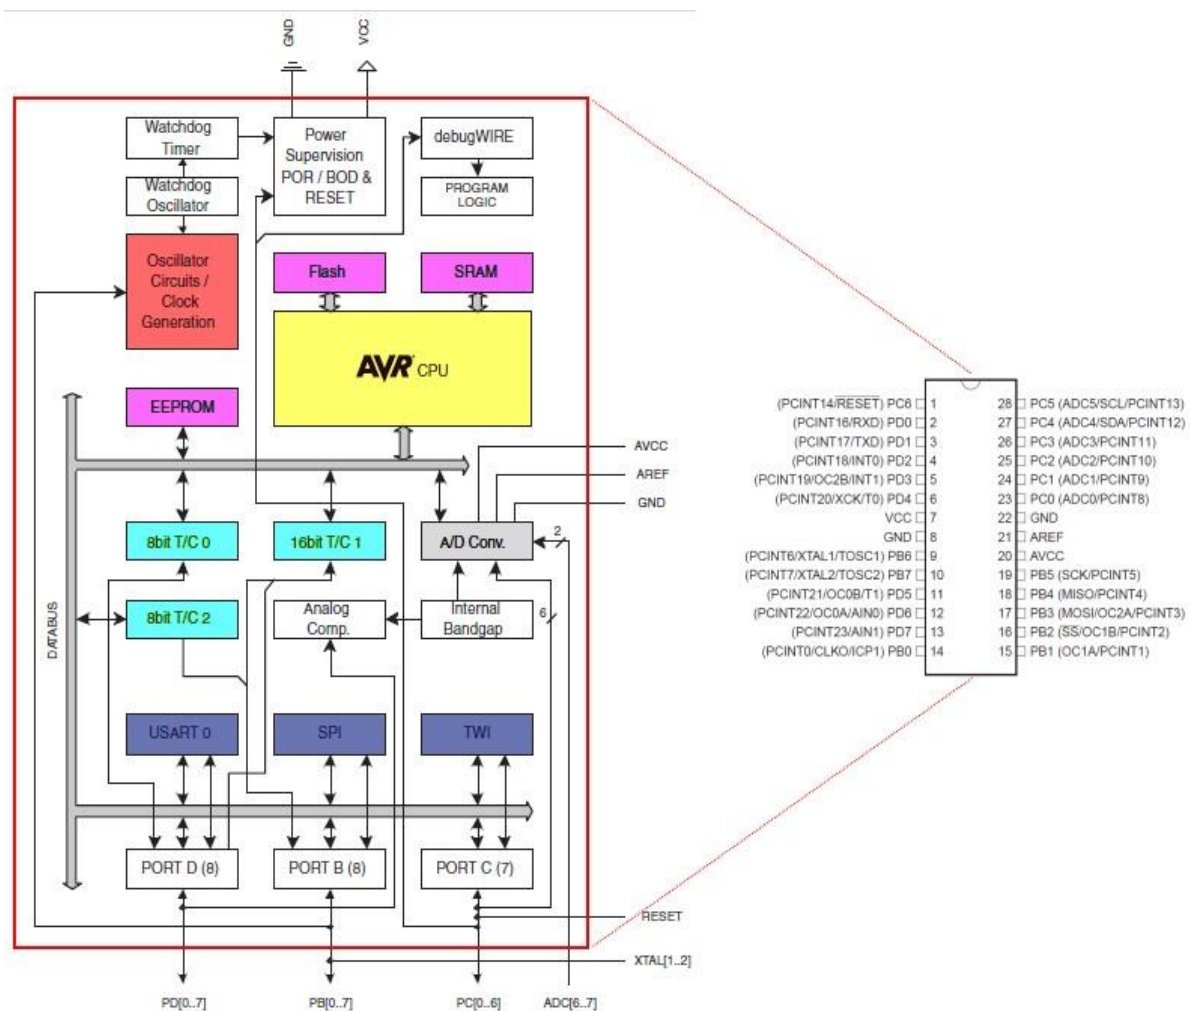 GND
VCC
Watchdog
Timer
Power
Supervision
POR / BOD &
RESET
debugWIRE
Watchdog
Oscillator
PROGRAM
LOGIC
Oscillator
Circuits /
Clock
Generation
Flash
SRAM
AVR CPU
EEPROM
AVCC
AREF
GND
8bit T/C 0
16bit T/C 1
A/D Conv.
2
8bit T/C 2
Analog
Comp.
Internal
Bandgap
6
DATABUS
USART 0
SPI
TWI
PORT D (8)
PORT B (8)
PORT C (7)
RESET
XTAL[1..2]
PD[0..7]
PB[0..7]
PC[0..6]
ADC[6..7]
(PCINT14/RESET) PC6 1 28 PC5 (ADC5/SCL/PCINT13)
(PCINT16/RXD) PD0 2 27 PC4 (ADC4/SDA/PCINT12)
(PCINT17/TXD) PD1 3 26 PC3 (ADC3/PCINT11)
(PCINT18/INT0) PD2 4 25 PC2 (ADC2/PCINT10)
(PCINT19/OC2B/INT1) PD3 5 24 PC1 (ADC1/PCINT9)
(PCINT20/XCK/T0) PD4 6 23 PC0 (ADC0/PCINT8)
VCC 7 22 GND
GND 8 21 AREF
(PCINT6/XTAL1/TOSC1) PB6 9 20 AVCC
(PCINT7/XTAL2/TOSC2) PB7 10 19 PB5 (SCK/PCINT5)
(PCINT21/OC0B/T1) PD5 11 18 PB4 (MISO/PCINT4)
(PCINT22/OC0A/AIN0) PD6 12 17 PB3 (MOSI/OC2A/PCINT3)
(PCINT23/AIN1) PD7 13 16 PB2 (SS/OC1B/PCINT2)
(PCINT0/CLKO/ICP1) PB0 14 15 PB1 (OC1A/PCINT1)